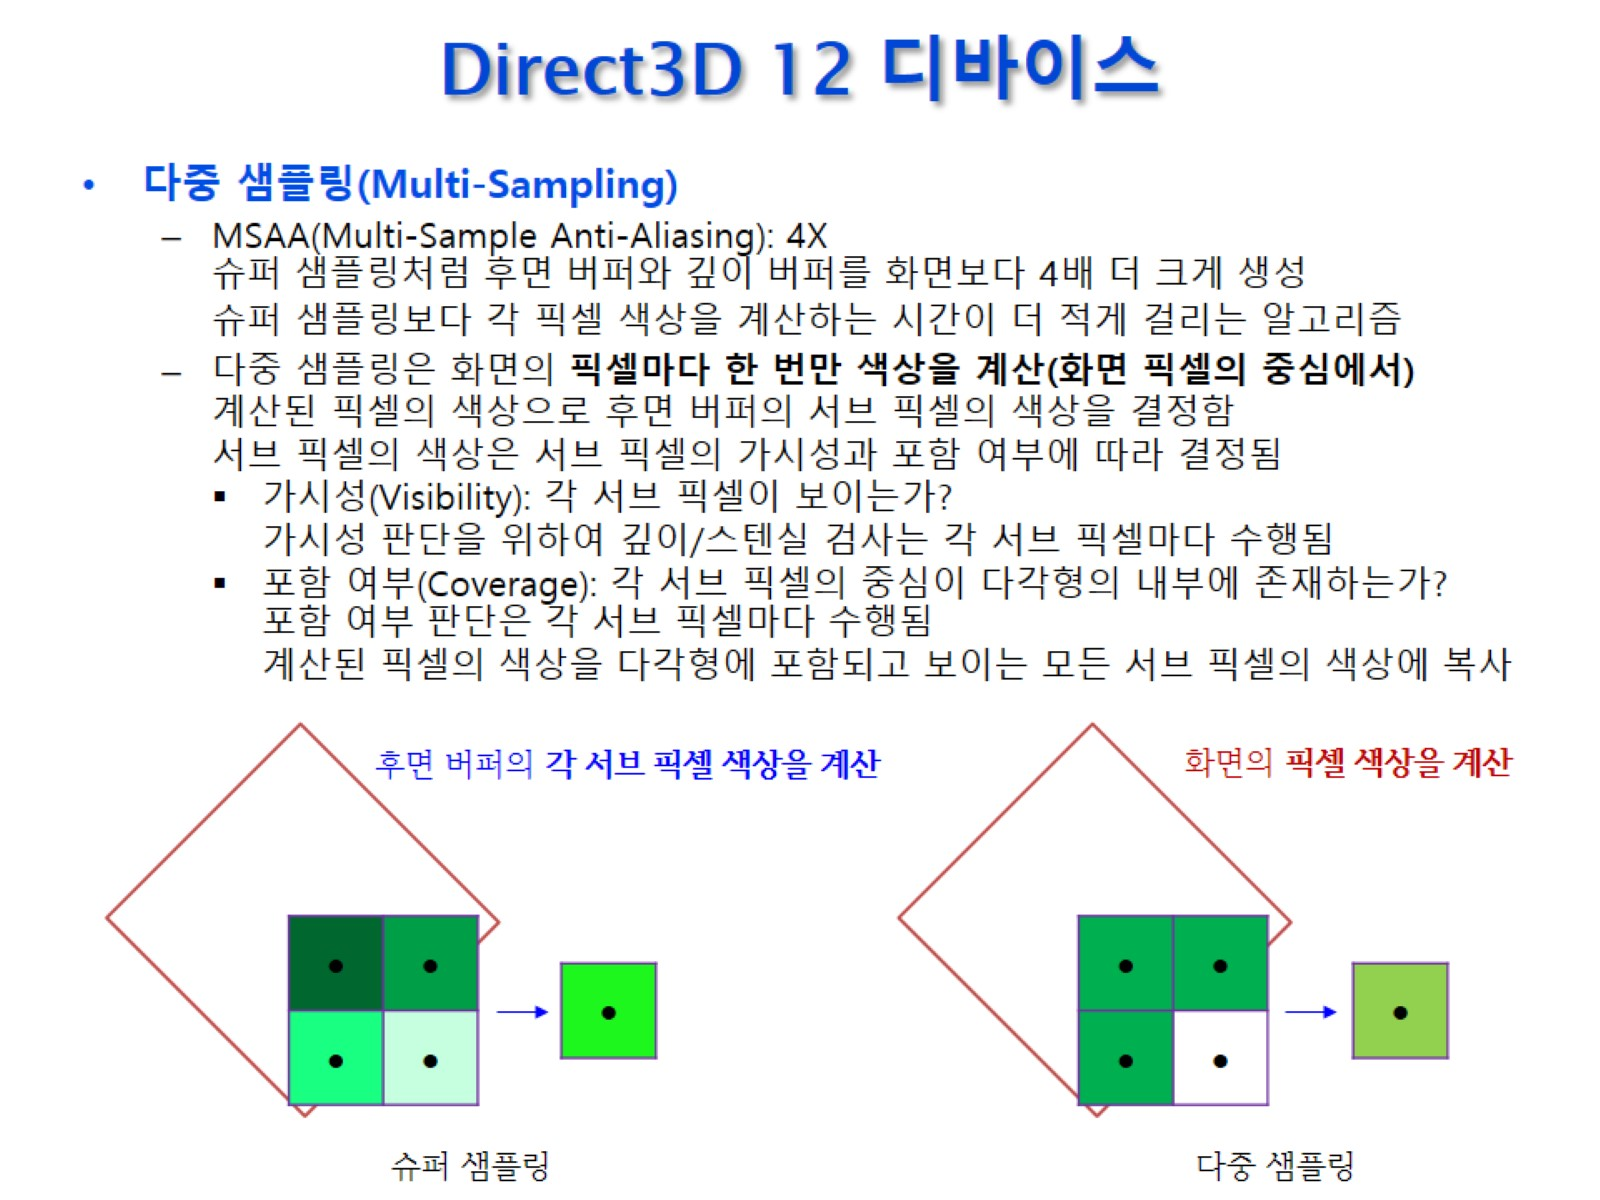 Direct3D 12 디바이스
• 다중 샘플링(Multi-Sampling)
– MSAA(Multi-Sample Anti-Aliasing): 4X
슈퍼 샘플링처럼 후면 버퍼와 깊이 버퍼를 화면보다 4배 더 크게 생성
슈퍼 샘플링보다 각 픽셀 색상을 계산하는 시간이 더 적게 걸리는 알고리즘
– 다중 샘플링은 화면의 픽셀마다 한 번만 색상을 계산(화면 픽셀의 중심에서)
계산된 픽셀의 색상으로 후면 버퍼의 서브 픽셀의 색상을 결정함
서브 픽셀의 색상은 서브 픽셀의 가시성과 포함 여부에 따라 결정됨
▪ 가시성(Visibility): 각 서브 픽셀이 보이는가?
가시성 판단을 위하여 깊이/스텐실 검사는 각 서브 픽셀마다 수행됨
▪ 포함 여부(Coverage): 각 서브 픽셀의 중심이 다각형의 내부에 존재하는가?
포함 여부 판단은 각 서브 픽셀마다 수행됨
계산된 픽셀의 색상을 다각형에 포함되고 보이는 모든 서브 픽셀의 색상에 복사
후면 버퍼의 각 서브 픽셀 색상을 계산
화면의 픽셀 색상을 계산
슈퍼 샘플링
다중 샘플링